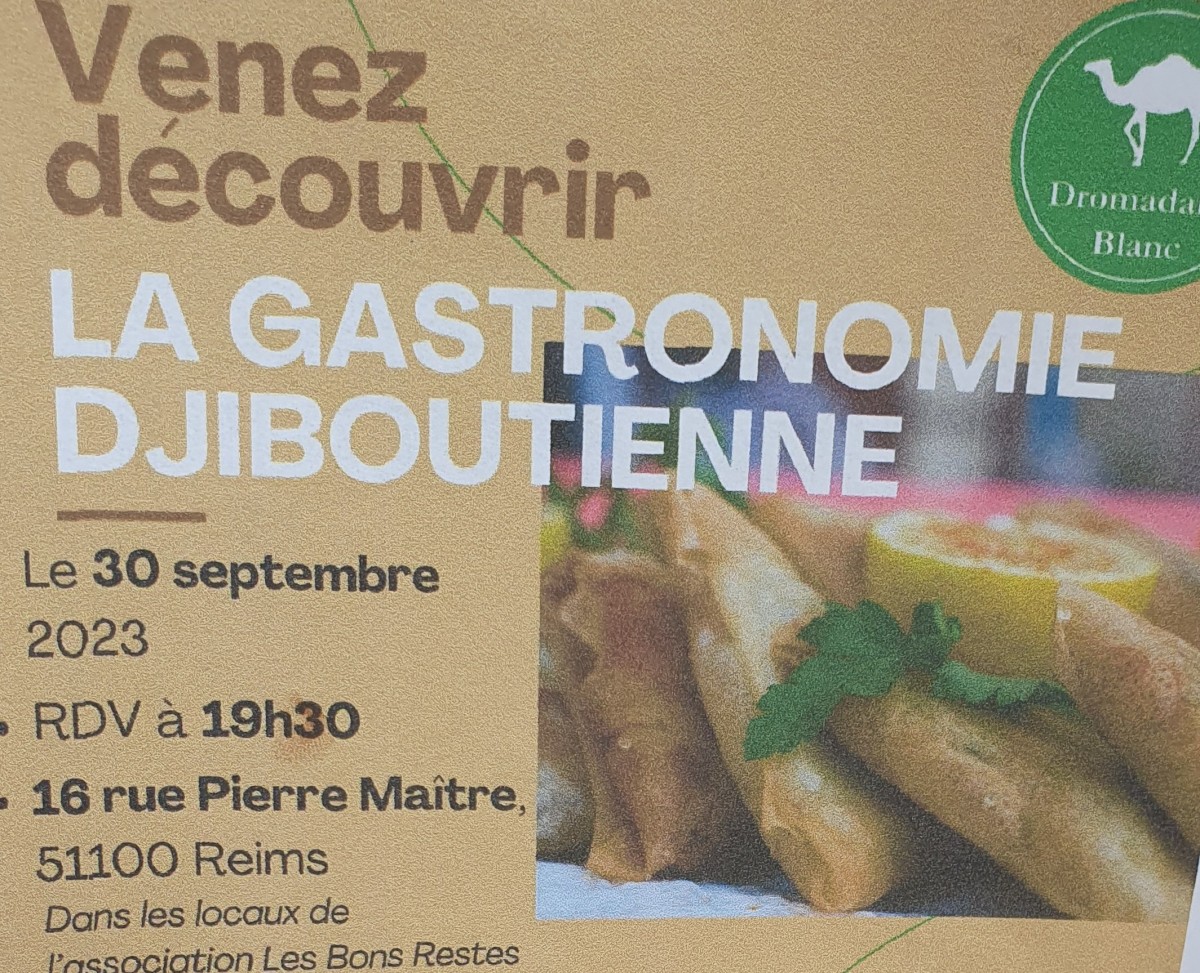 Venez
découvrir
LA GASTRONOMIE
DJIBOUTIENNE
Le 30 septembre
2023
RDV à 19h30
16 rue Pierre Maître,
51100 Reims
Dans les locaux de
l'association Les Bons Restes
Blanc